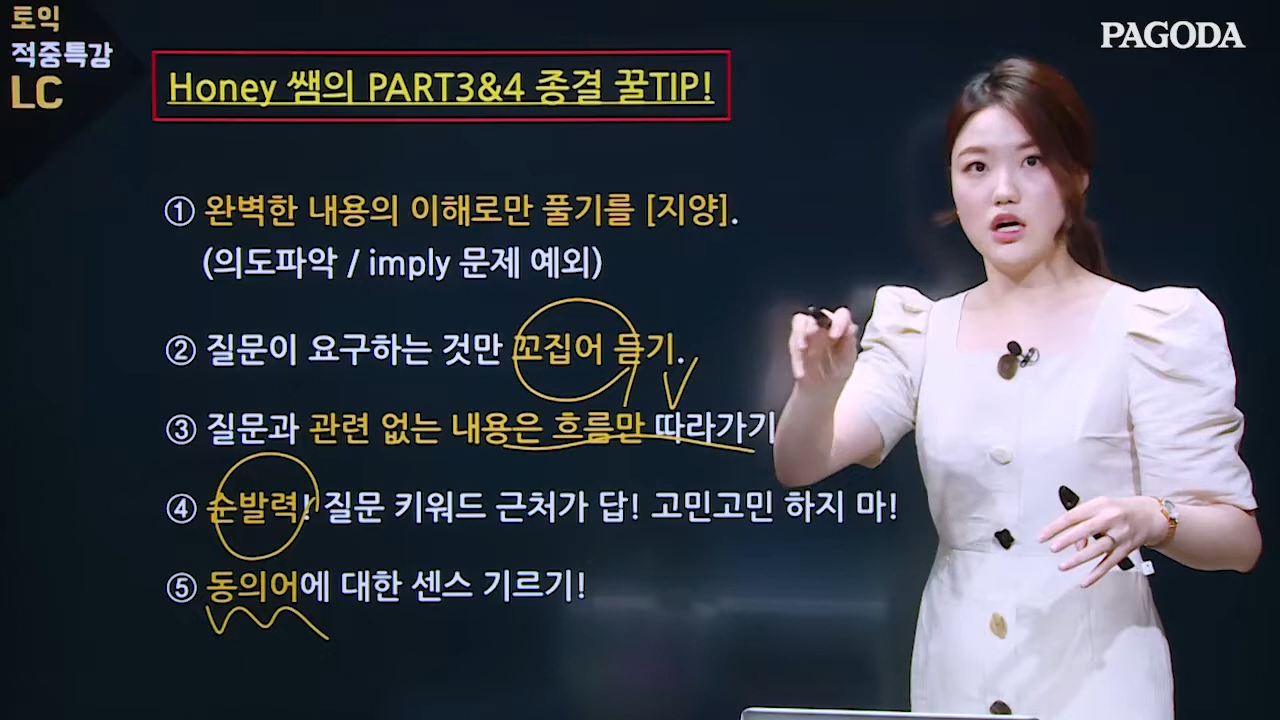 토익
적중특강
LC
PAGODA
Honey 쌤의 PART3&4 종결 꿀TIP!
① 완벽한 내용의 이해로만 풀기를 [지양].
(의도파악 / imply 문제 예외)
② 질문이 요구하는 것만 꼬집어 듣기.
③ 질문과 관련 없는 내용은 흐름만 따라가기
④ 순발력! 질문 키워드 근처가 답! 고민고민 하지 마!
⑤ 동의어에 대한 센스 기르기!